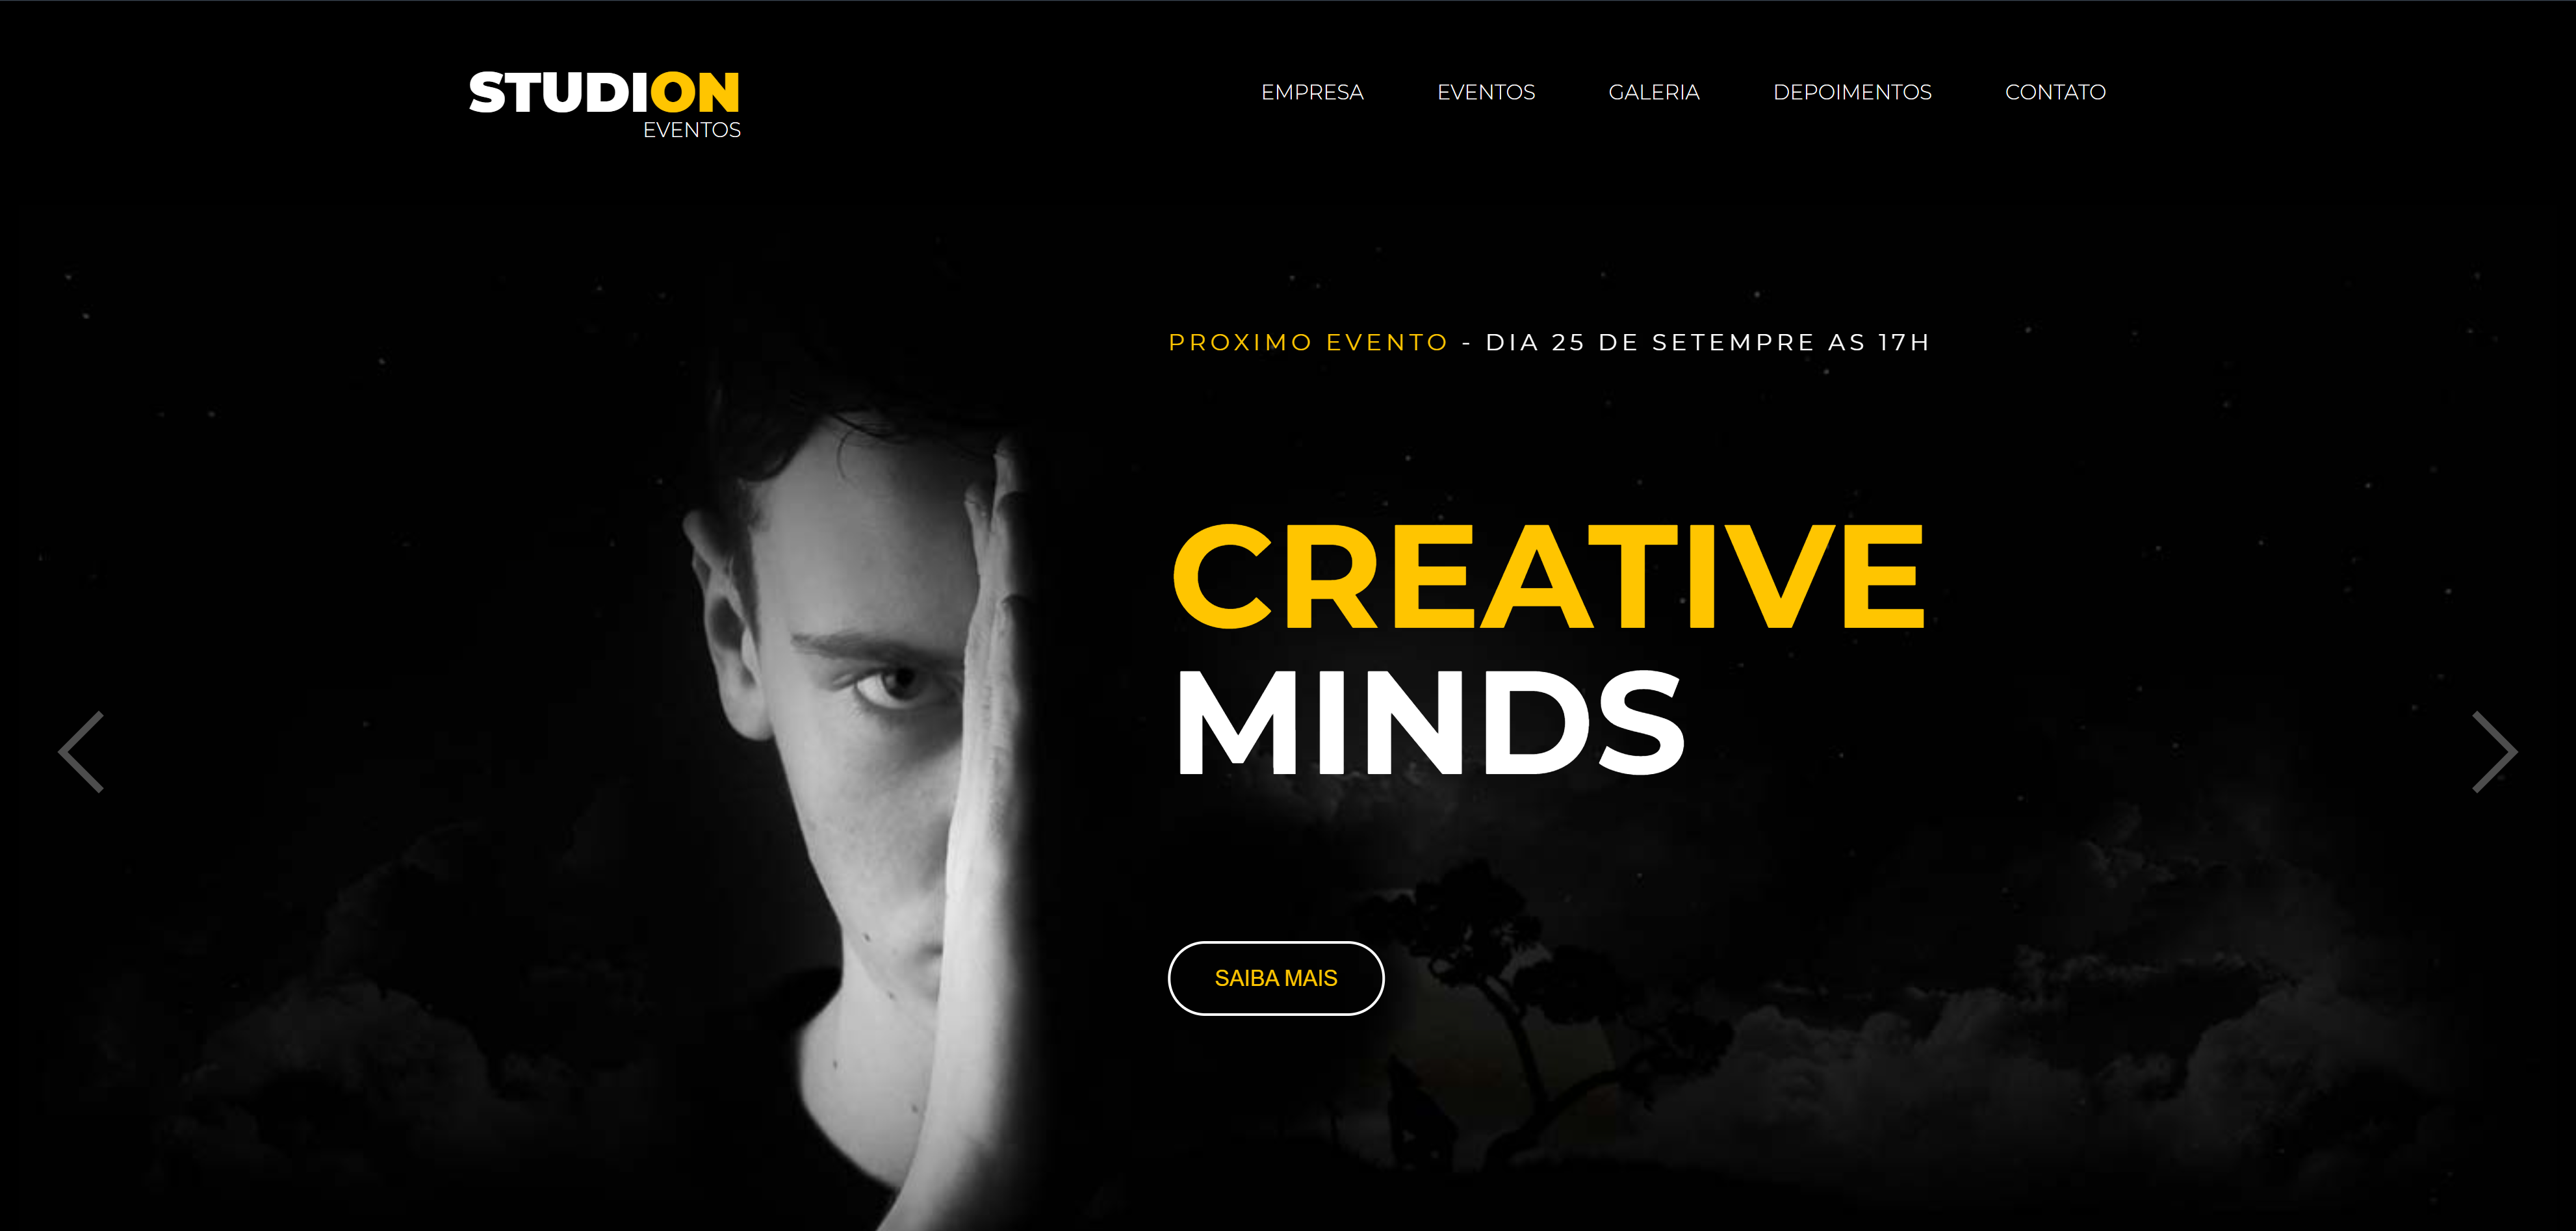 STUDION
EVENTOS
EMPRESA EVENTOS GALERIA DEPOIMENTOS CONTATO
PROXIMO EVENTO - DIA 25 DE SETEMPRE AS 17H
CREATIVE
MINDS
SAIBA MAIS